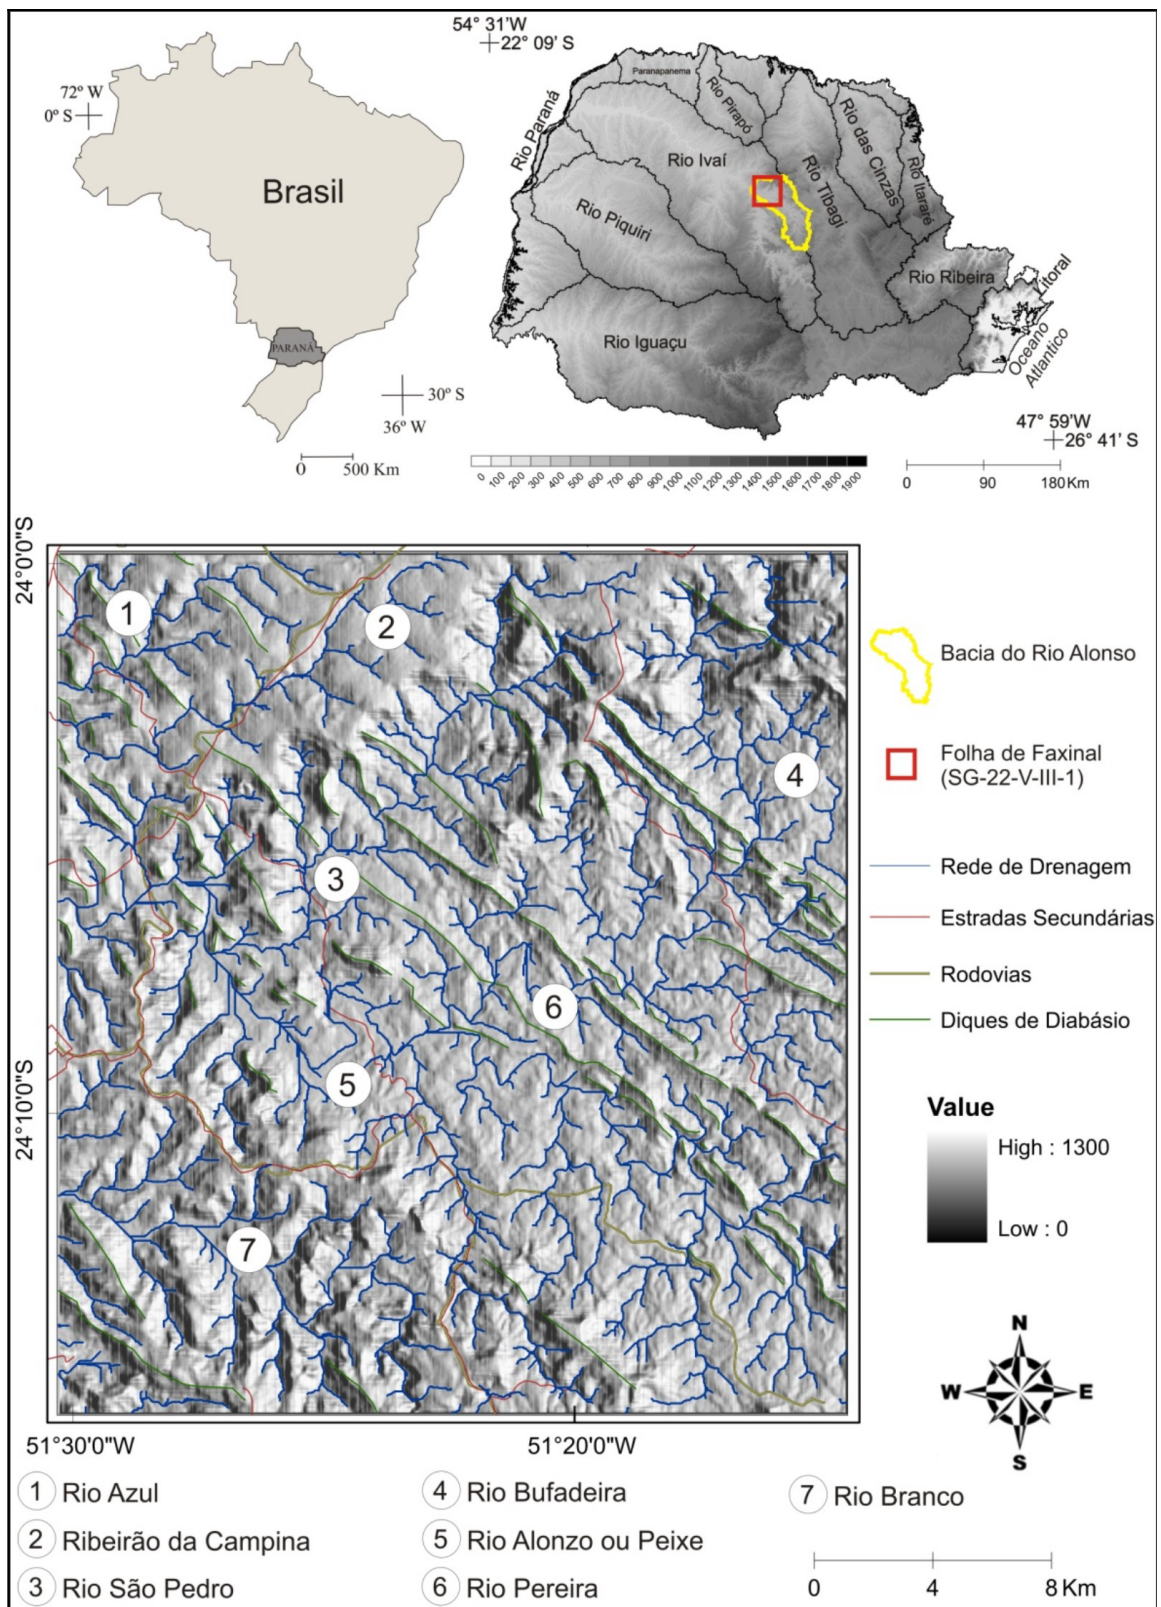 54° 31'W
22° 09' S
72° W
0° S
Brasil
PARANÁ
30° S
36° W
0 500 Km
Paranapanema
Rio Pirapó
Rio Paraná
Rio Ivaí
Rio Tibagi
Rio das Cinzas
Rio Itararé
Rio Piquiri
Rio Ribeira
Litoral
Rio Iguaçu
Oceano
Atlantico
47° 59'W
26° 41' S
0 100 200 300 400 500 600 700 800 900 1000 1100 1200 1300 1400 1500 1600 1700 1800 1900
0 90 180 Km
24°0'0"S
24°10'0"S
1
2
3
4
5
6
7
51°30'0"W
51°20'0"W
Bacia do Rio Alonso
Folha de Faxinal
(SG-22-V-III-1)
Rede de Drenagem
Estradas Secundárias
Rodovias
Diques de Diabásio
Value
High : 1300
Low : 0
N
W E
S
1 Rio Azul
2 Ribeirão da Campina
3 Rio São Pedro
4 Rio Bufadeira
5 Rio Alonzo ou Peixe
6 Rio Pereira
7 Rio Branco
0 4 8 Km